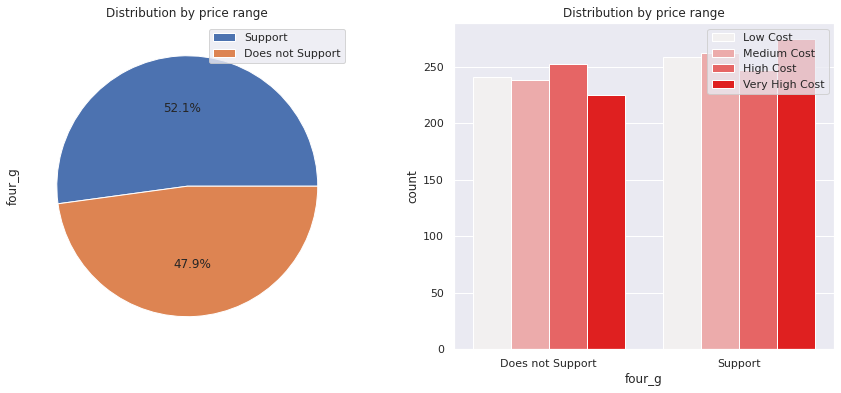 Distribution by price range
Support
Does not Support
52.1%
47.9%
four_g
Distribution by price range
Low Cost
Medium Cost
High Cost
Very High Cost
250
200
150
100
50
0
count
Does not Support
Support
four_g